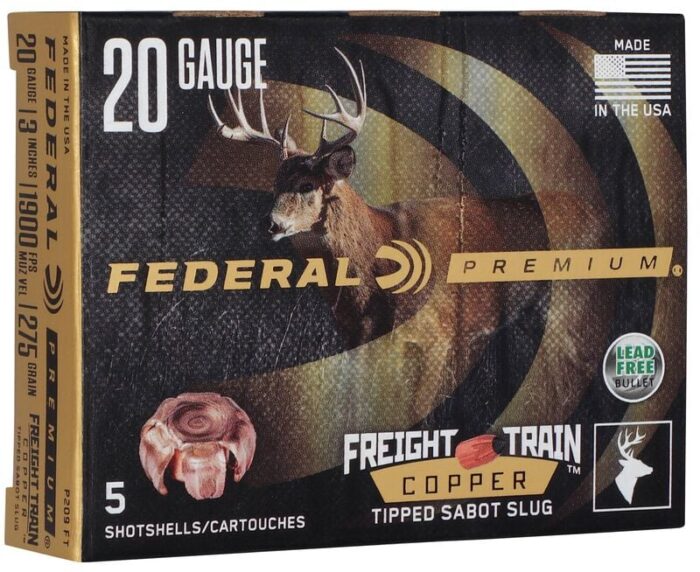 20 GAUGE
MADE
IN THE USA
FEDERAL PREMIUM
LEAD
FREE
BULLET
FREIGHT TRAIN™
COPPER
TIPPED SABOT SLUG
5
SHOTSHELLS/CARTOUCHES
MADE IN THE USA
FEDERAL PREMIUM®
20 GAUGE | 3 INCHES | 1900 FPS MUZ VEL | 275 GRAIN
FREIGHT TRAIN
COPPER
TIPPED SABOT SLUG
P209 FT